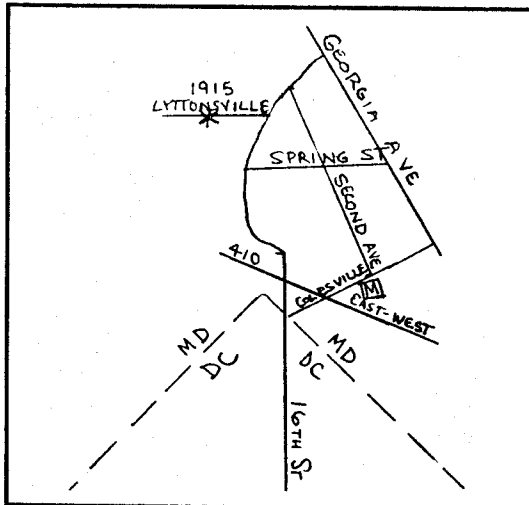 GEORGIA AVE
1915
LYTTONSVILLE
SPRING ST
SECOND AVE
410
COLESVILLE
M
EAST-WEST
MD
DC
MD
DC
16TH ST